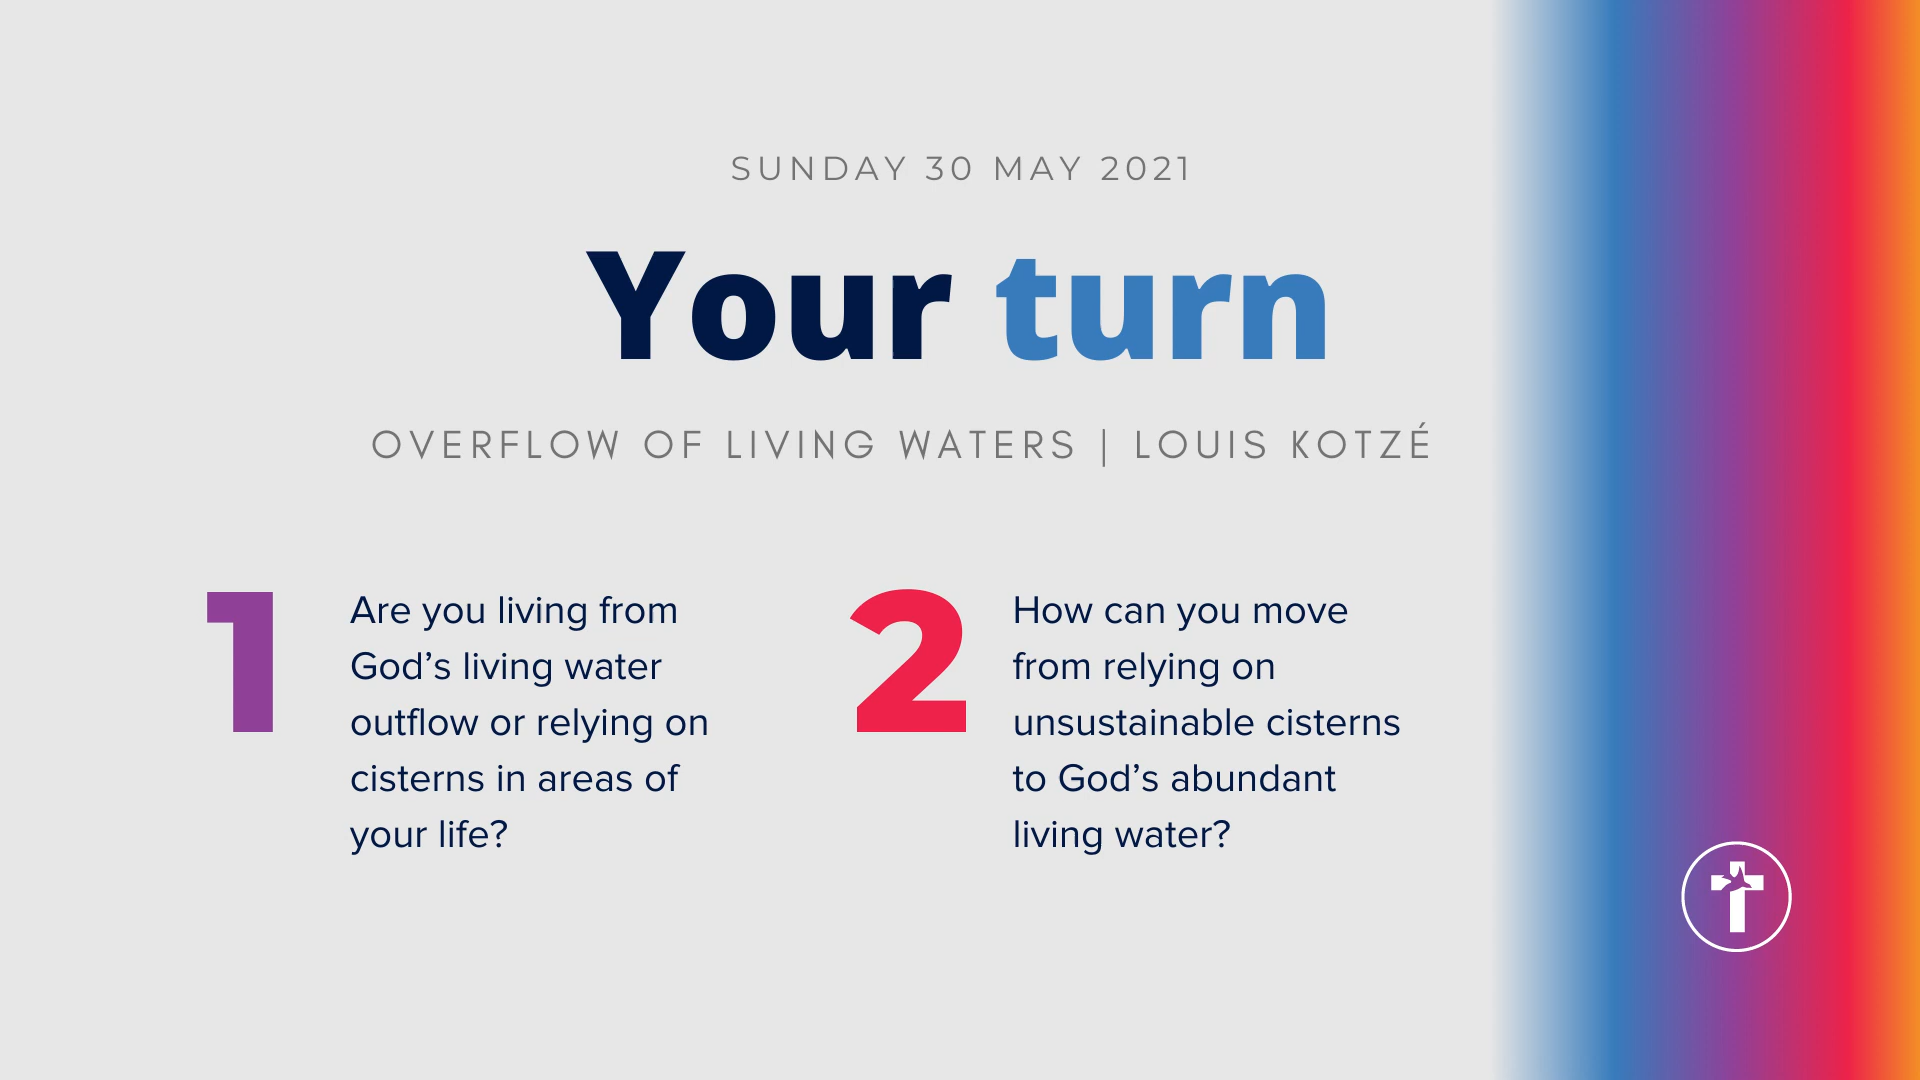 SUNDAY 30 MAY 2021
Your turn
OVERFLOW OF LIVING WATERS | LOUIS KOTZÉ
1
Are you living from
God’s living water
outflow or relying on
cisterns in areas of
your life?
2
How can you move
from relying on
unsustainable cisterns
to God’s abundant
living water?